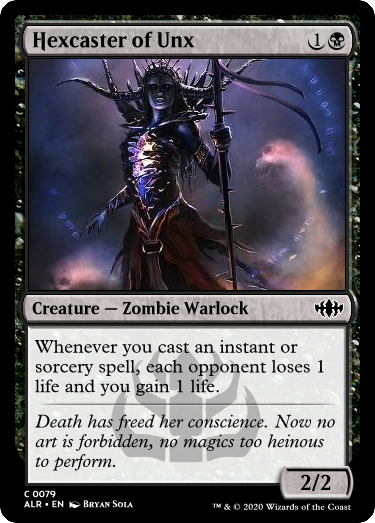 Hexcaster of Unx 1
Creature — Zombie Warlock
Whenever you cast an instant or
sorcery spell, each opponent loses 1
life and you gain 1 life.
Death has freed her conscience. Now no
art is forbidden, no magics too heinous
to perform.
2/2
C 0079
ALR • EN Bryan Sola
™ & © 2020 Wizards of the Coast